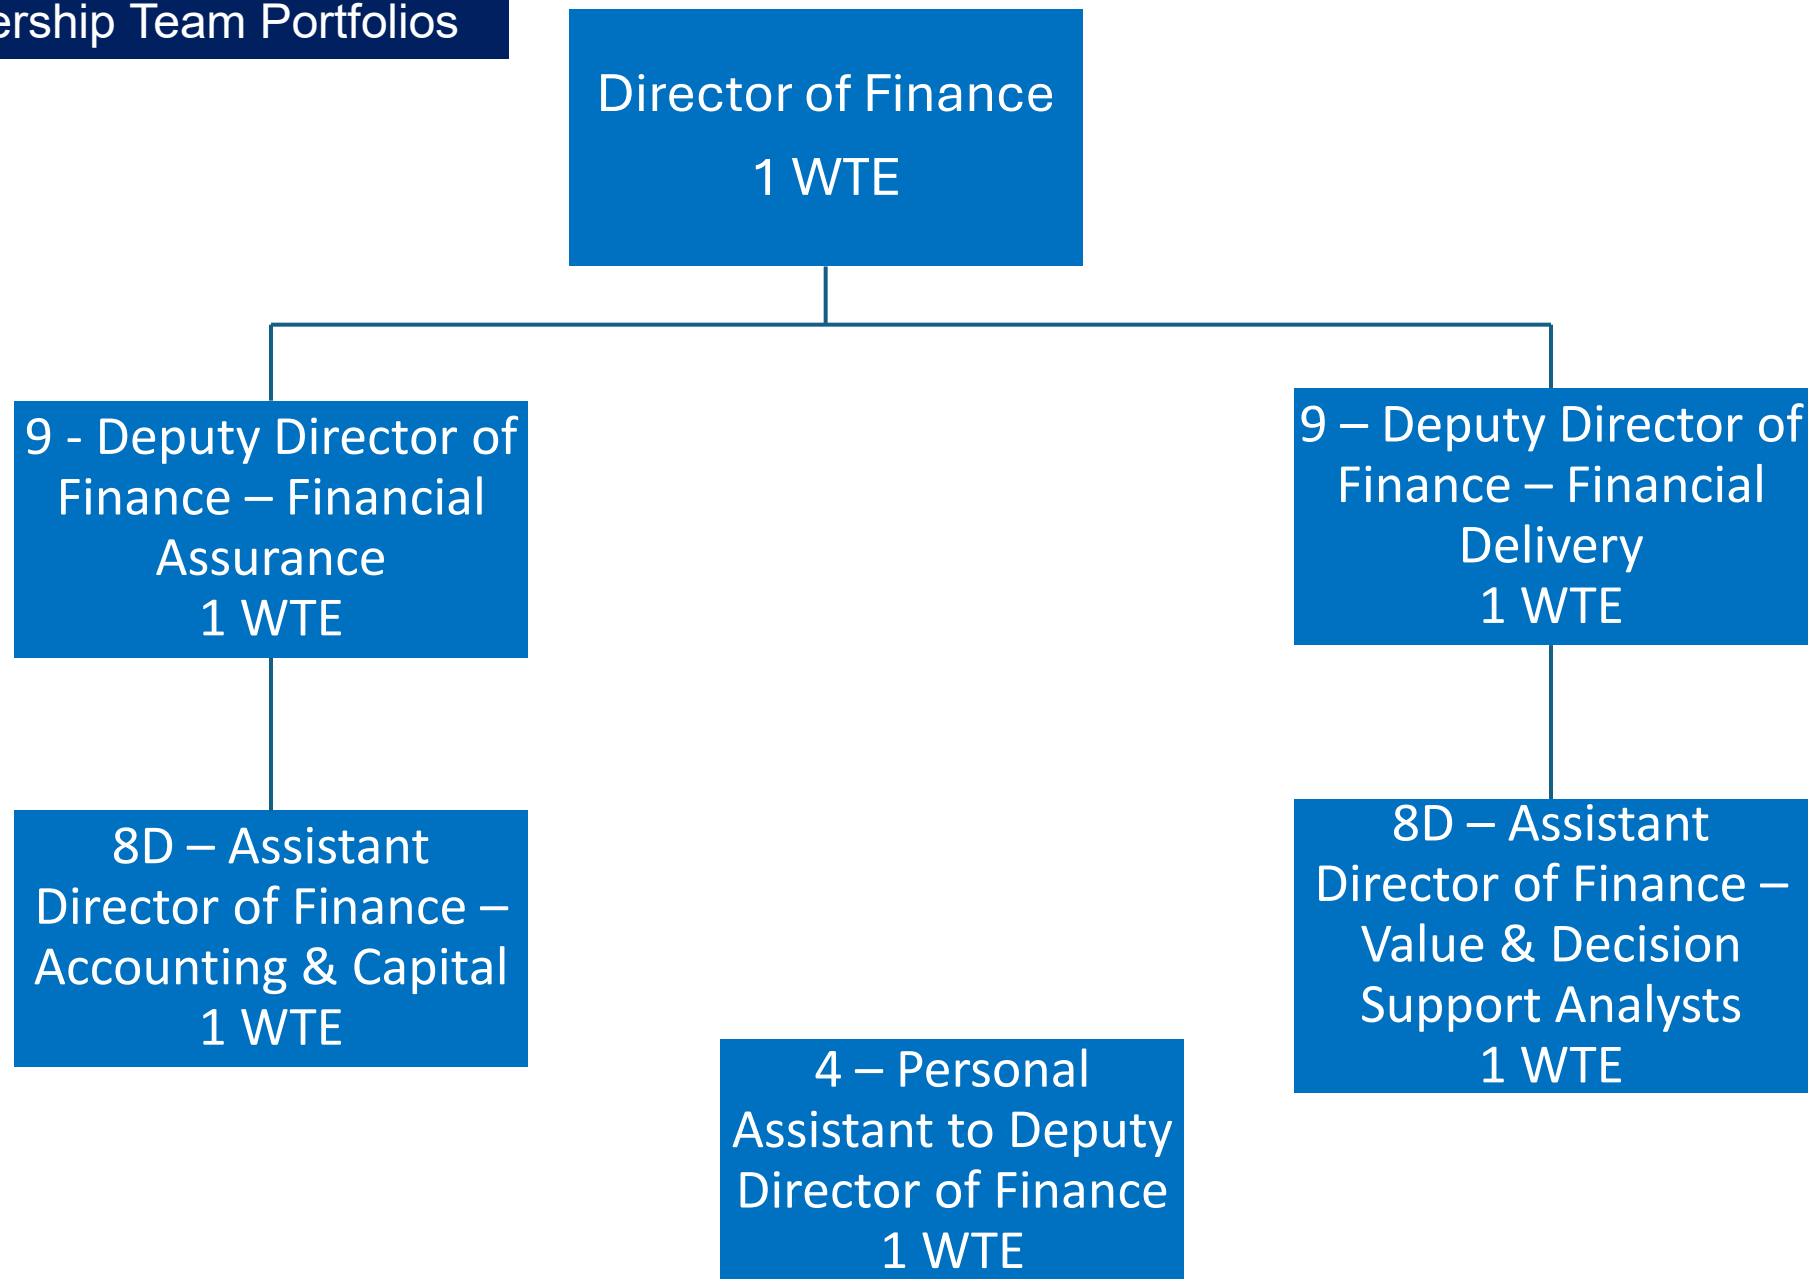 ership Team Portfolios
Director of Finance
1 WTE
9 - Deputy Director of
Finance – Financial
Assurance
1 WTE
9 – Deputy Director of
Finance – Financial
Delivery
1 WTE
8D – Assistant
Director of Finance –
Accounting & Capital
1 WTE
8D – Assistant
Director of Finance –
Value & Decision
Support Analysts
1 WTE
4 – Personal
Assistant to Deputy
Director of Finance
1 WTE